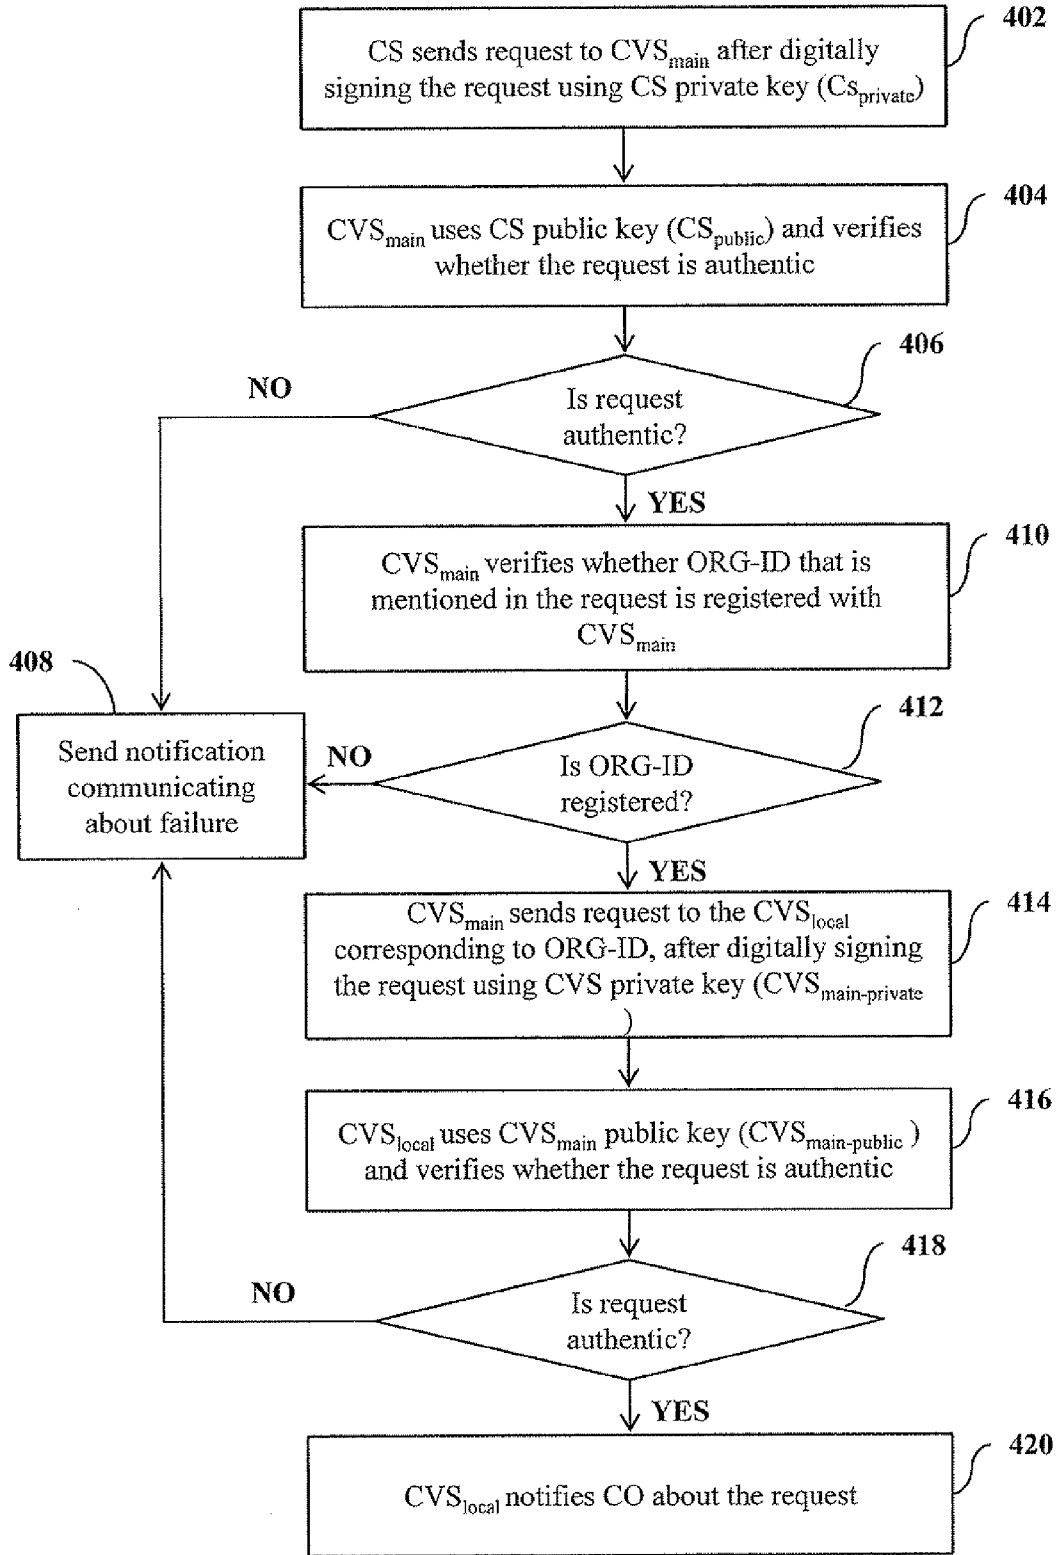 402
CS sends request to CVSmain after digitally
signing the request using CS private key (Csprivate)
404
CVSmain uses CS public key (CSpublic) and verifies
whether the request is authentic
406
NO
Is request
authentic?
YES
410
CVSmain verifies whether ORG-ID that is
mentioned in the request is registered with
CVSmain
408
412
Send notification
communicating
about failure
NO
Is ORG-ID
registered?
YES
414
CVSmain sends request to the CVSlocal
corresponding to ORG-ID, after digitally signing
the request using CVS private key (CVSmain-private
)
416
CVSlocal uses CVSmain public key (CVSmain-public )
and verifies whether the request is authentic
418
NO
Is request
authentic?
YES
420
CVSlocal notifies CO about the request